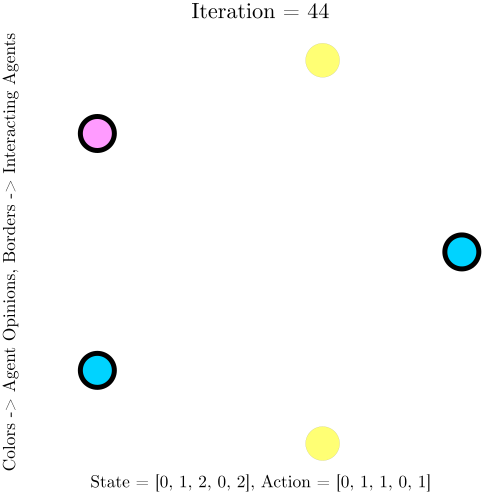 Iteration = 44
Colors -> Agent Opinions, Borders -> Interacting Agents
State = [0, 1, 2, 0, 2], Action = [0, 1, 1, 0, 1]